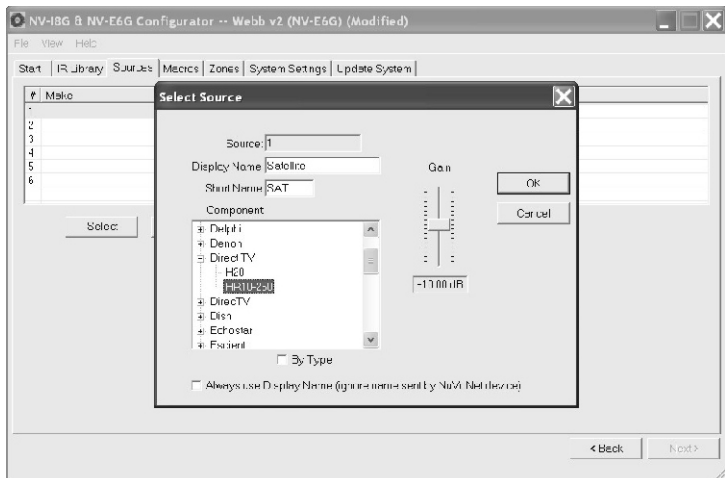 NV-I8G & NV-E6G Configurator -- Webb v2 (NV-E6G) (Modified)
File View Help
Start IR Library Sources Macros Zones System Settings Update System
# Make
1
2
3
4
5
6
Select
Select Source
Source: 1
Display Name Satellite
Short Name SAT
Component
Delphi
Denon
Direct TV
H20
HR10-250
DirecTV
Dish
Echostar
Escient
By Type
Always use Display Name (ignore name sent by NuVo Net device)
Gain
-10.00 dB
OK
Cancel
< Back
Next >